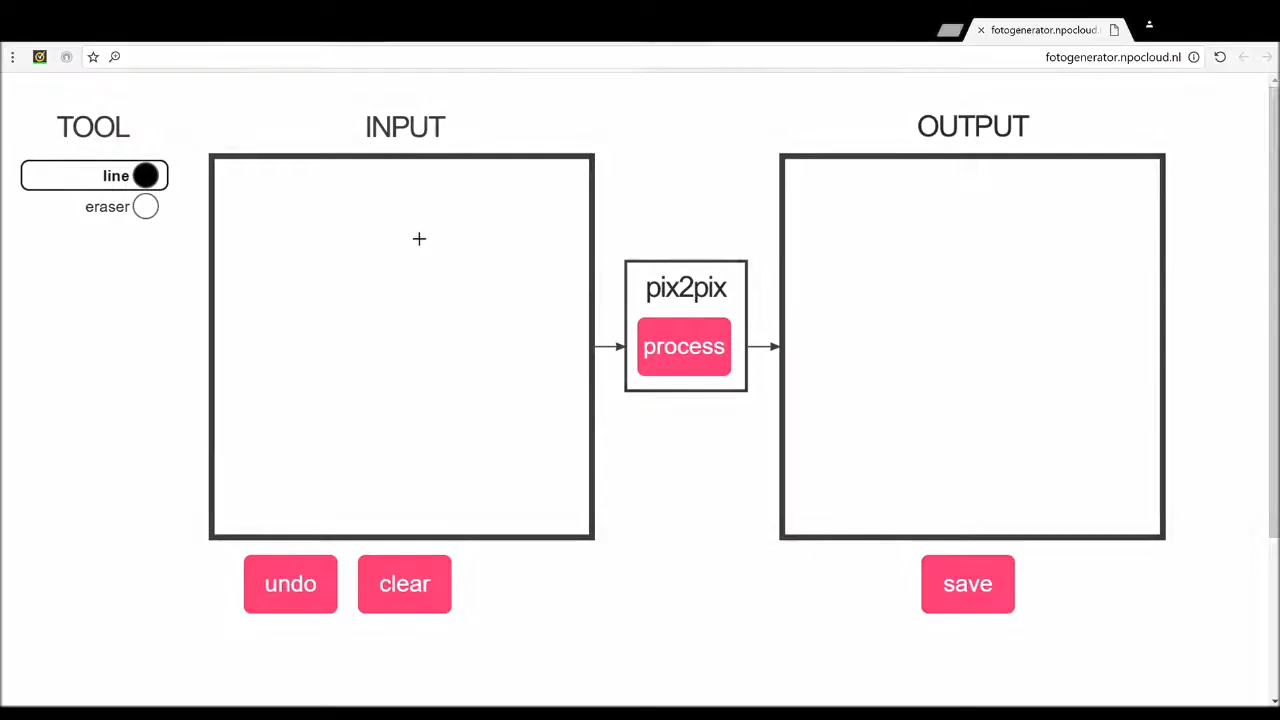 fotogenerator.npocloud.
fotogenerator.npocloud.nl
TOOL
INPUT
OUTPUT
line
eraser
pix2pix
process
undo
clear
save